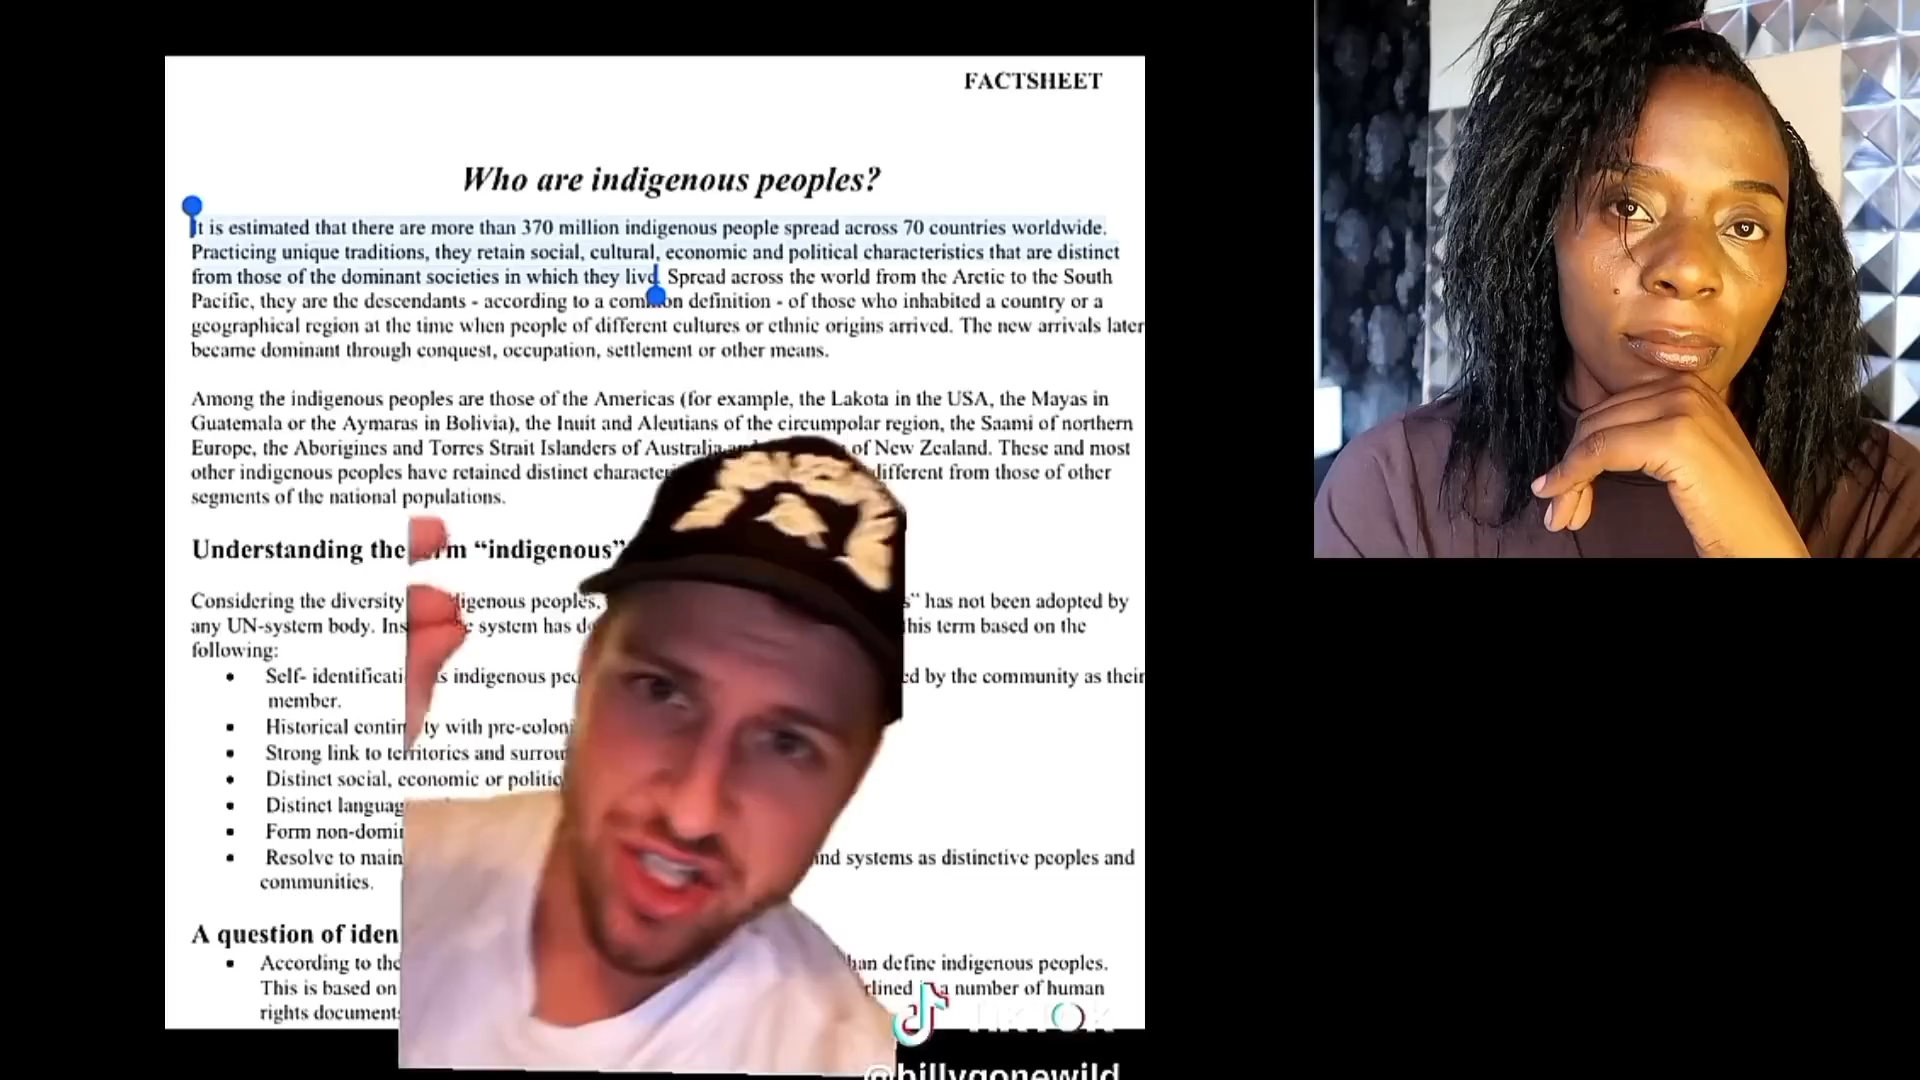 FACTSHEET
Who are indigenous peoples?
It is estimated that there are more than 370 million indigenous people spread across 70 countries worldwide.
Practicing unique traditions, they retain social, cultural, economic and political characteristics that are distinct
from those of the dominant societies in which they live. Spread across the world from the Arctic to the South
Pacific, they are the descendants - according to a common definition - of those who inhabited a country or a
geographical region at the time when people of different cultures or ethnic origins arrived. The new arrivals later
became dominant through conquest, occupation, settlement or other means.
Among the indigenous peoples are those of the Americas (for example, the Lakota in the USA, the Mayas in
Guatemala or the Aymaras in Bolivia), the Inuit and Aleutians of the circumpolar region, the Saami of northern
Europe, the Aborigines and Torres Strait Islanders of Australia of New Zealand. These and most
other indigenous peoples have retained distinct different from those of other
segments of the national populations.
Understanding the term “indigenous”
Considering the diversity indigenous peoples, has not been adopted by
any UN-system body. system has this term based on the
following:
• Self- identification as indigenous by the community as their
member.
• Historical continuity with
• Strong link to territories and
• Distinct social, economic or
• Distinct
• Form
• Resolve to and systems as distinctive peoples and
communities.
A question of
• According to the than define indigenous peoples.
This is based on in a number of human
rights documents
TikTok
@billygonewild